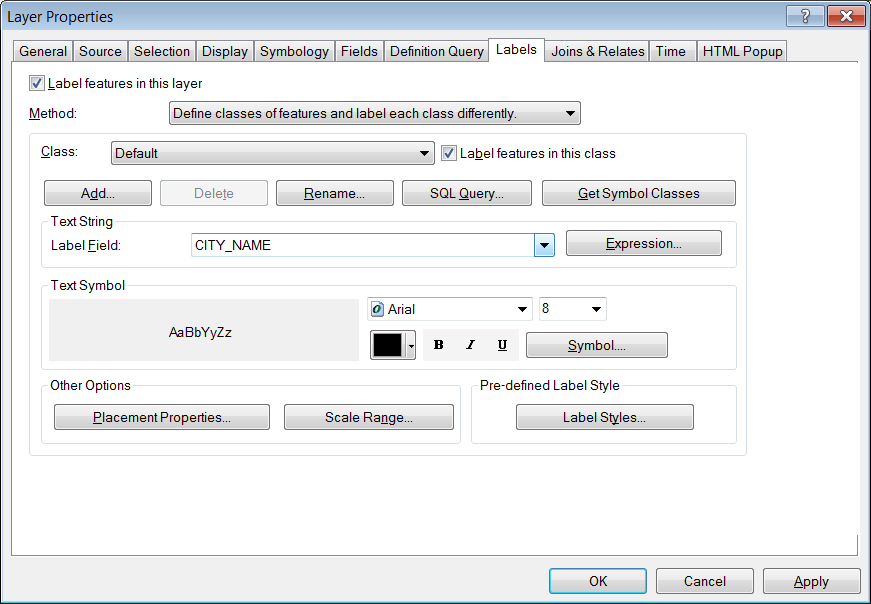 Layer Properties
General Source Selection Display Symbology Fields Definition Query Labels Joins & Relates Time HTML Popup
Label features in this layer
Method: Define classes of features and label each class differently.
Class: Default Label features in this class
Add... Delete Rename... SQL Query... Get Symbol Classes
Text String
Label Field: CITY_NAME Expression...
Text Symbol
AaBbYyZz
Arial 8
B I U Symbol....
Other Options
Placement Properties... Scale Range...
Pre-defined Label Style
Label Styles...
OK Cancel Apply